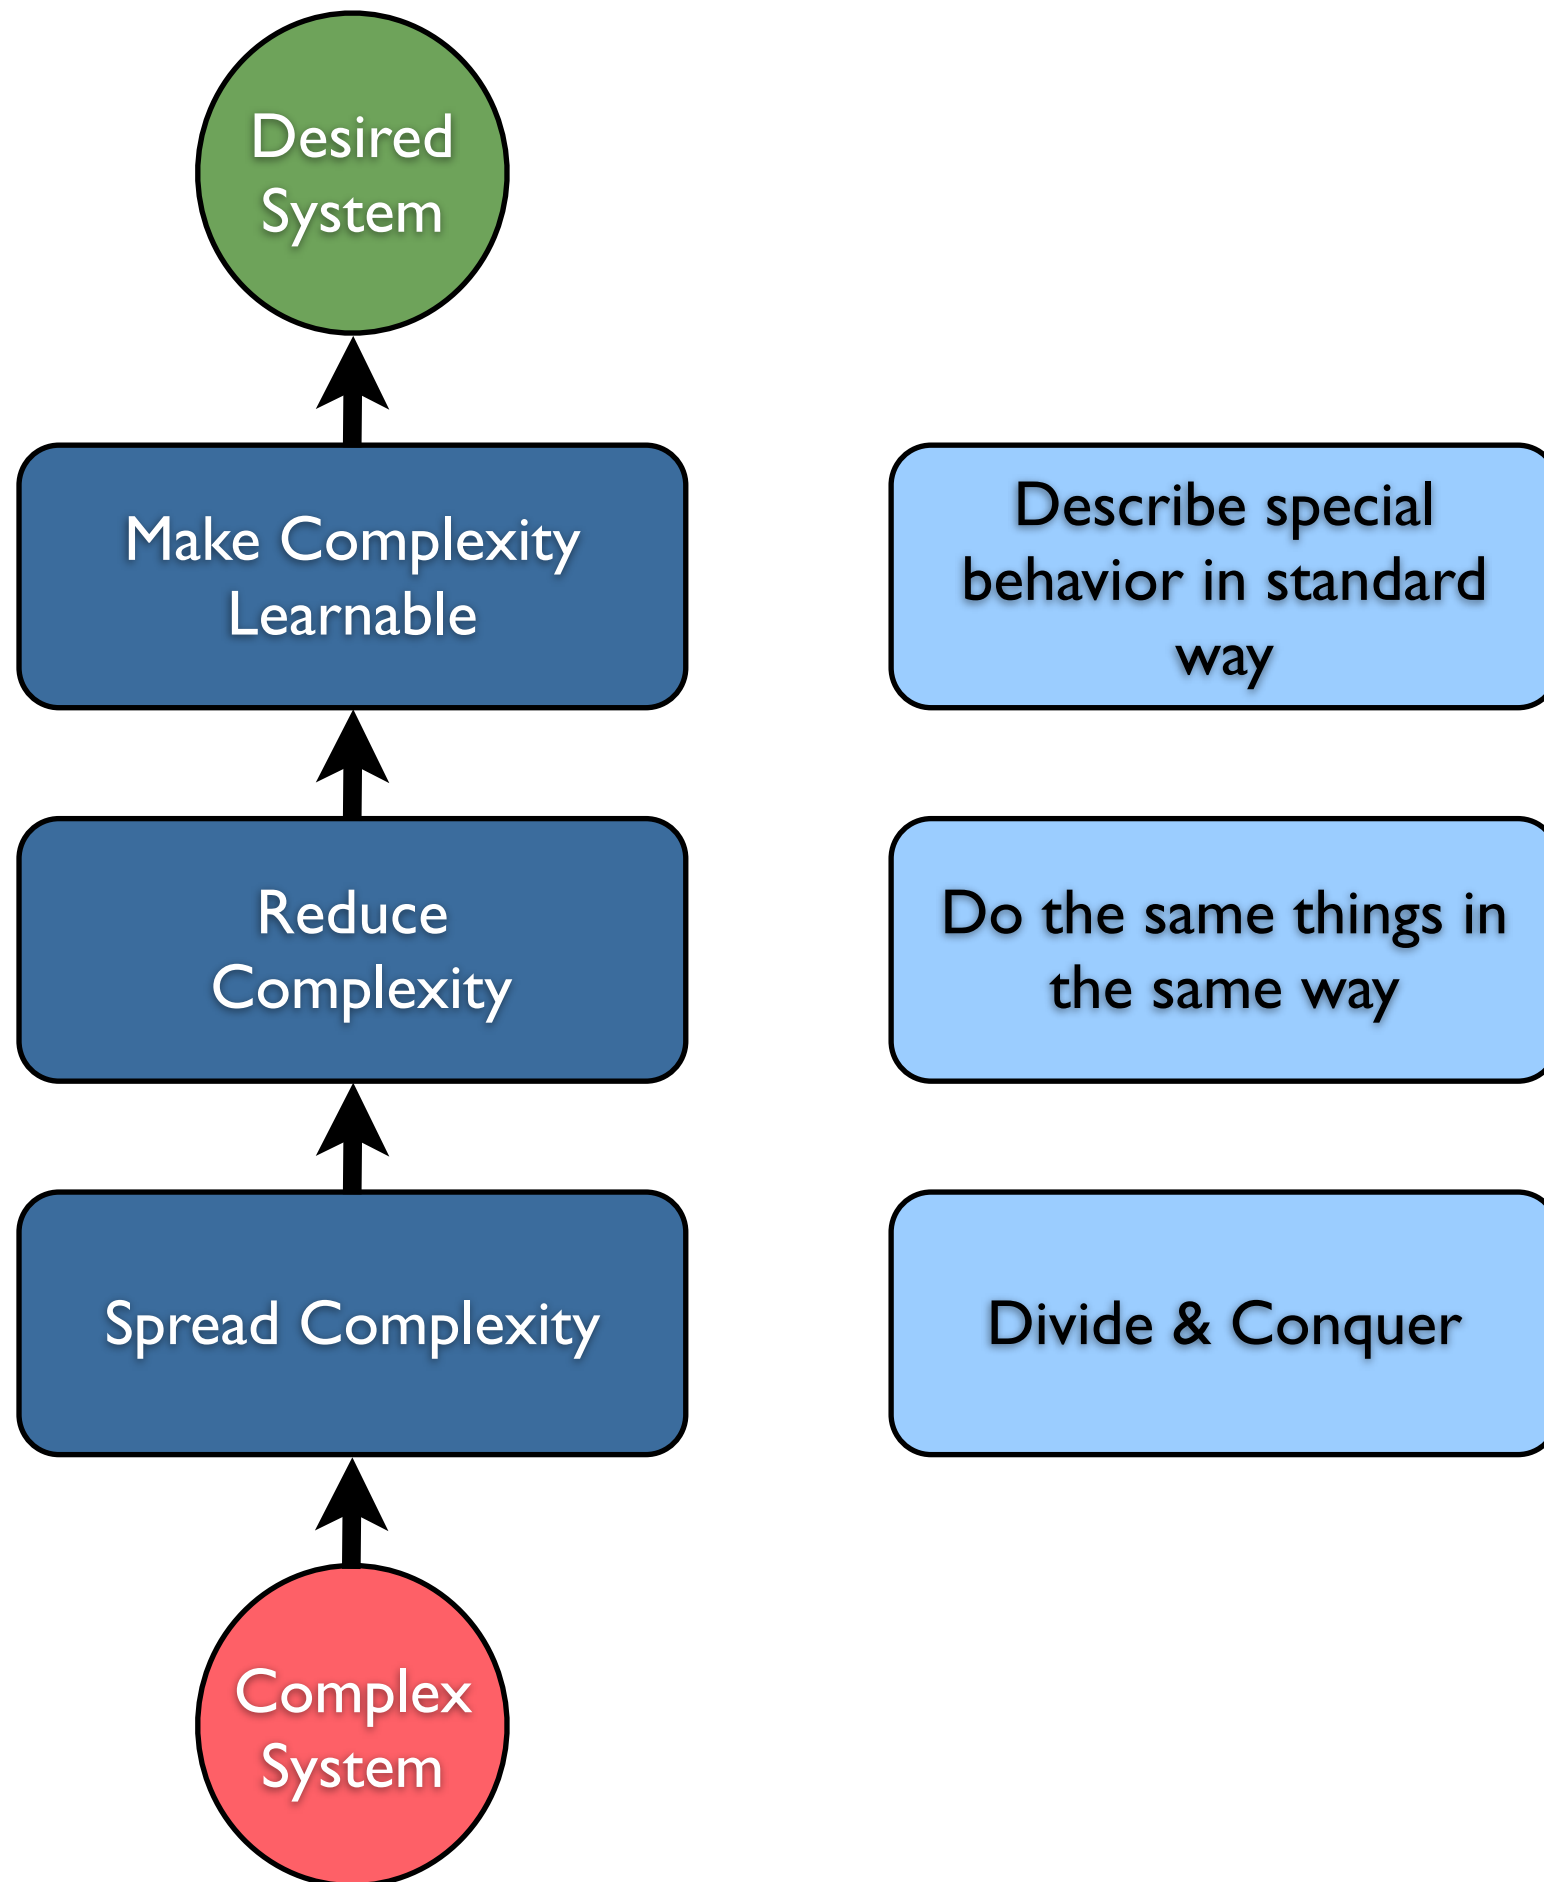 Desired
System
Make Complexity
Learnable
Describe special
behavior in standard
way
Reduce
Complexity
Do the same things in
the same way
Spread Complexity
Divide & Conquer
Complex
System